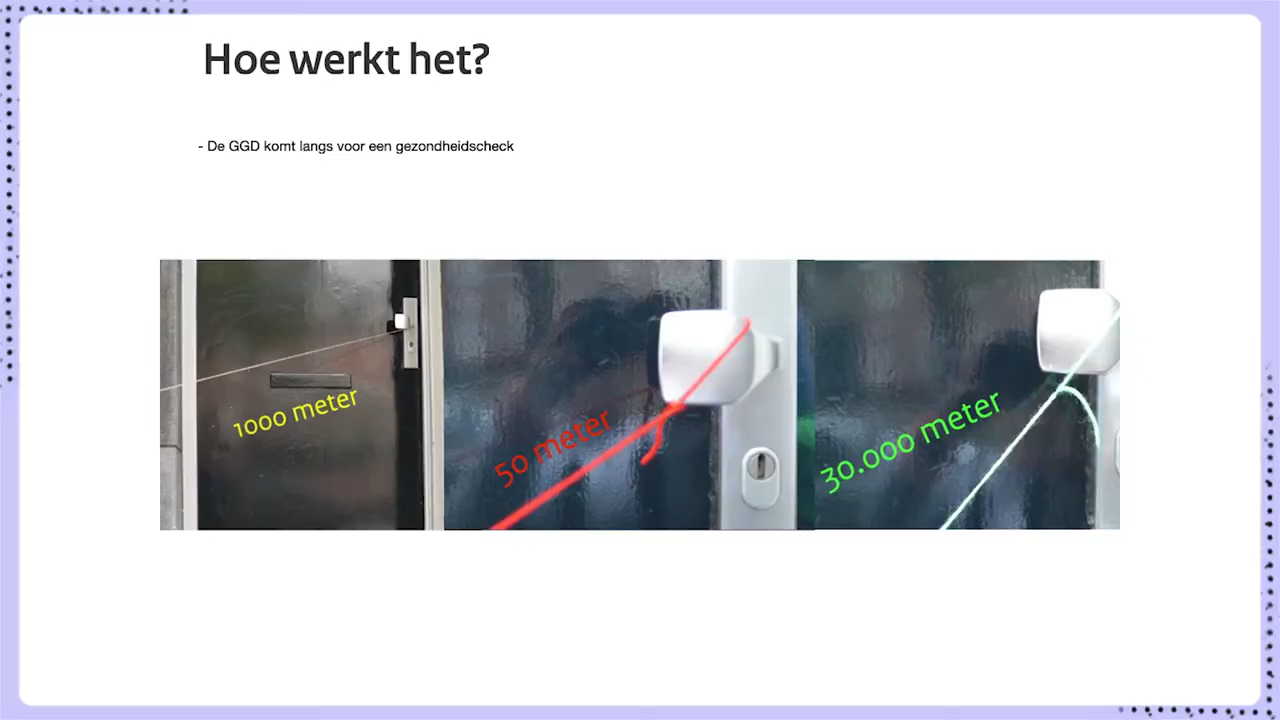 Hoe werkt het?
- De GGD komt langs voor een gezondheidscheck
1000 meter
50 meter
30.000 meter